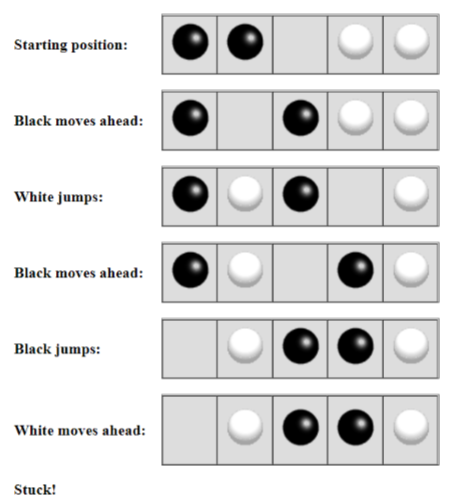 Starting position:
Black moves ahead:
White jumps:
Black moves ahead:
Black jumps:
White moves ahead:
Stuck!